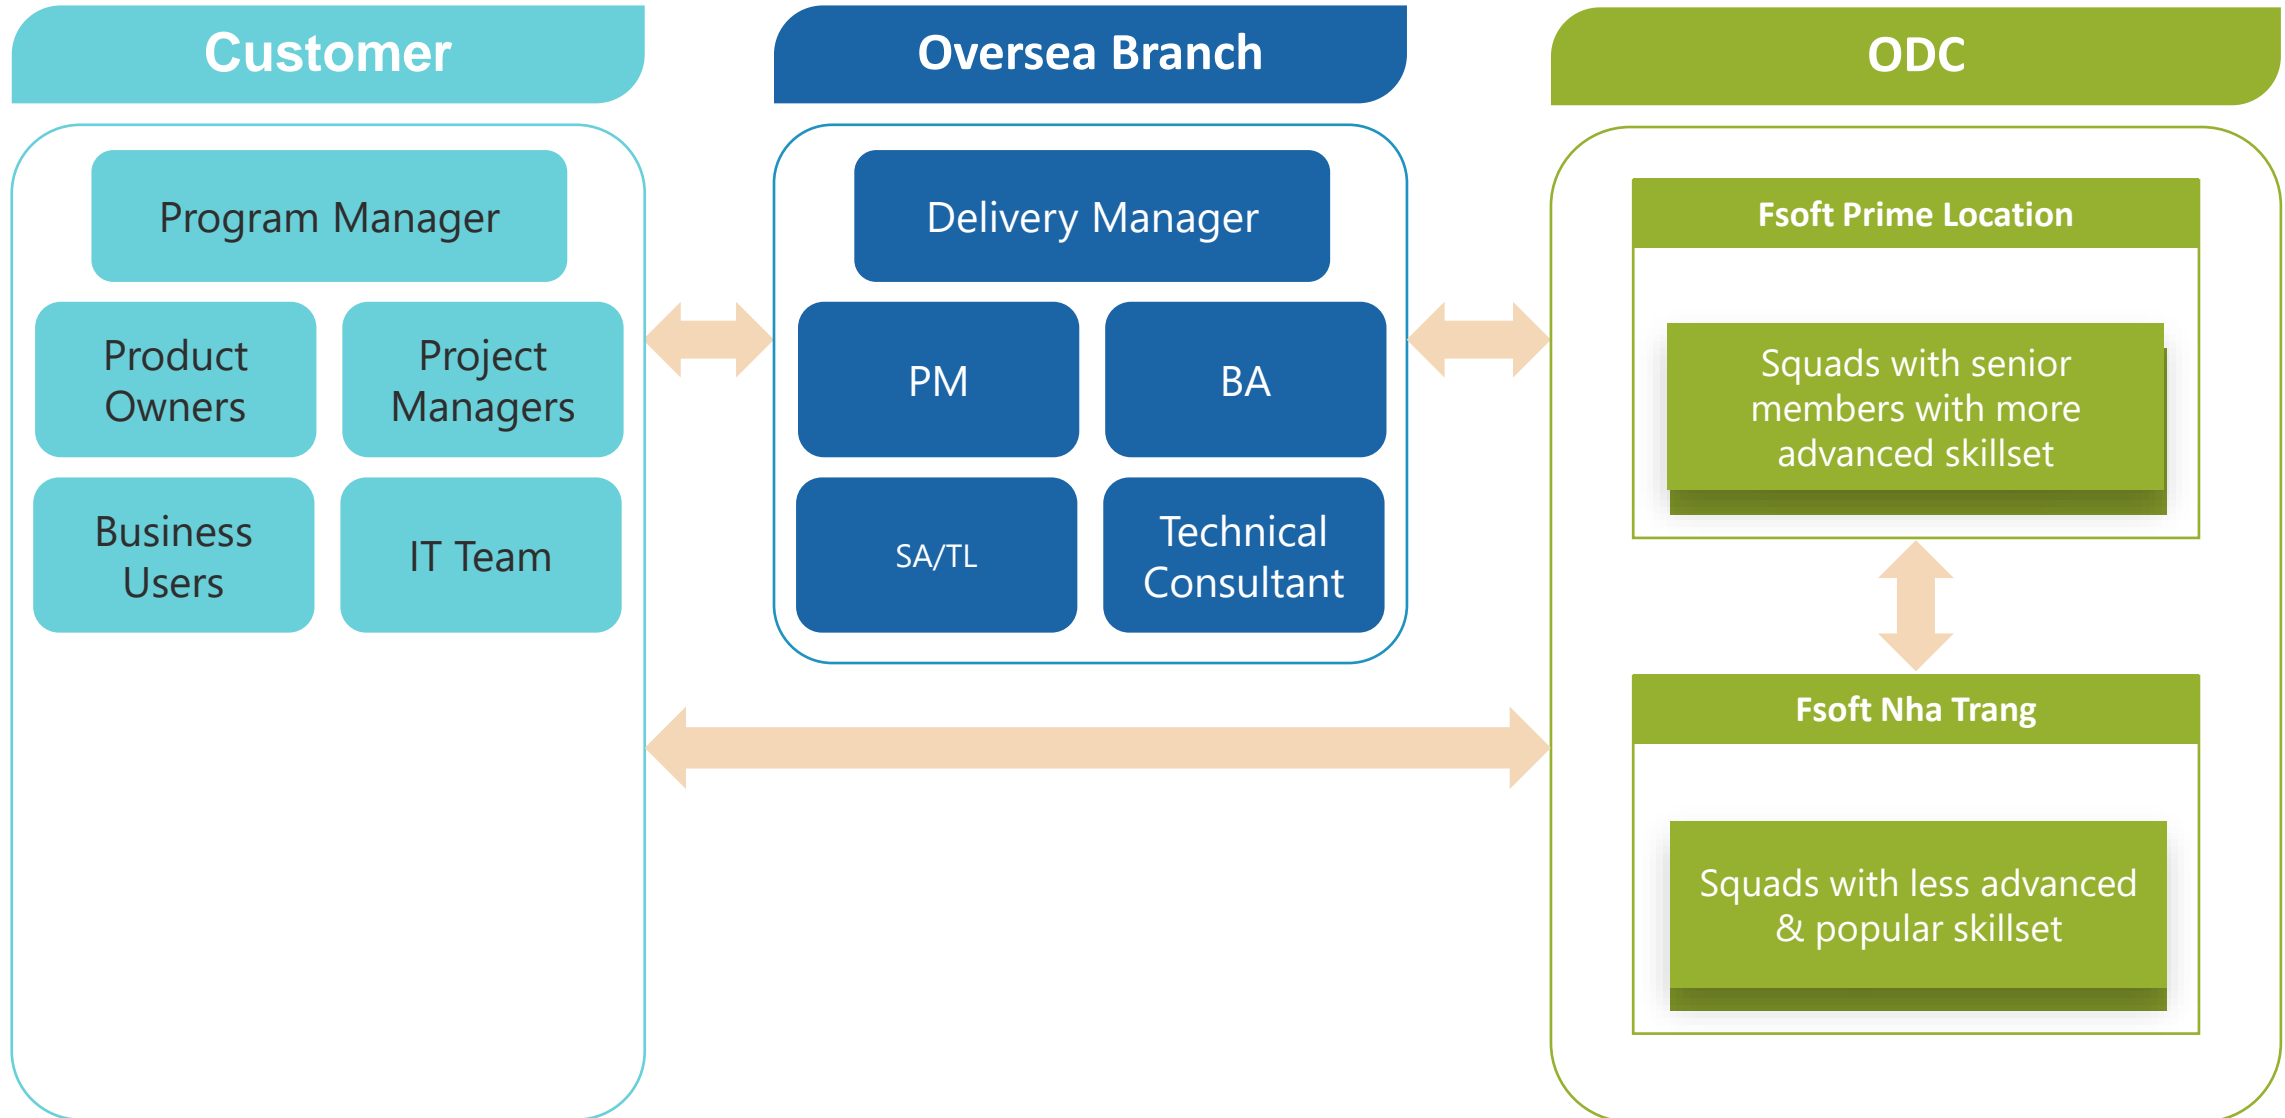 Customer
Program Manager
Product
Owners
Project
Managers
Business
Users
IT Team
Oversea Branch
Delivery Manager
PM
BA
SA/TL
Technical
Consultant
ODC
Fsoft Prime Location
Squads with senior
members with more
advanced skillset
Fsoft Nha Trang
Squads with less advanced
& popular skillset